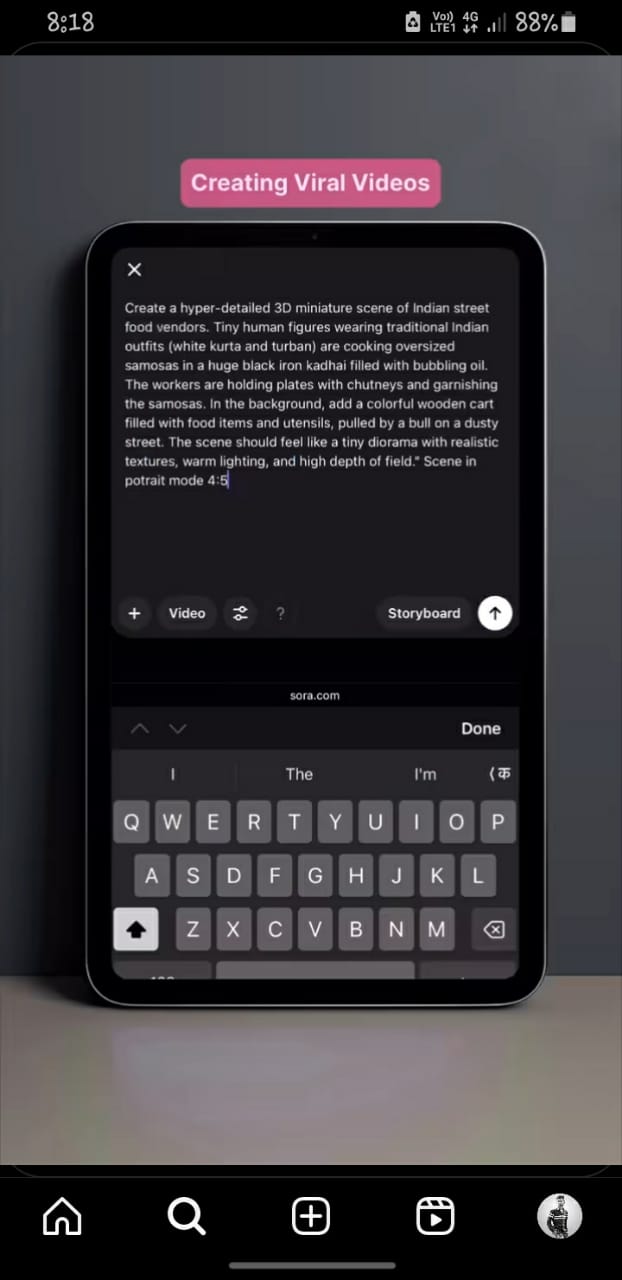 8:18
Vo)) 4G
LTE1
88%
Creating Viral Videos
Create a hyper-detailed 3D miniature scene of Indian street
food vendors. Tiny human figures wearing traditional Indian
outfits (white kurta and turban) are cooking oversized
samosas in a huge black iron kadhai filled with bubbling oil.
The workers are holding plates with chutneys and garnishing
the samosas. In the background, add a colorful wooden cart
filled with food items and utensils, pulled by a bull on a dusty
street. The scene should feel like a tiny diorama with realistic
textures, warm lighting, and high depth of field." Scene in
potrait mode 4:5
+ Video ? Storyboard
sora.com
Done
I The I'm क
Q W E R T Y U I O P
A S D F G H J K L
Z X C V B N M